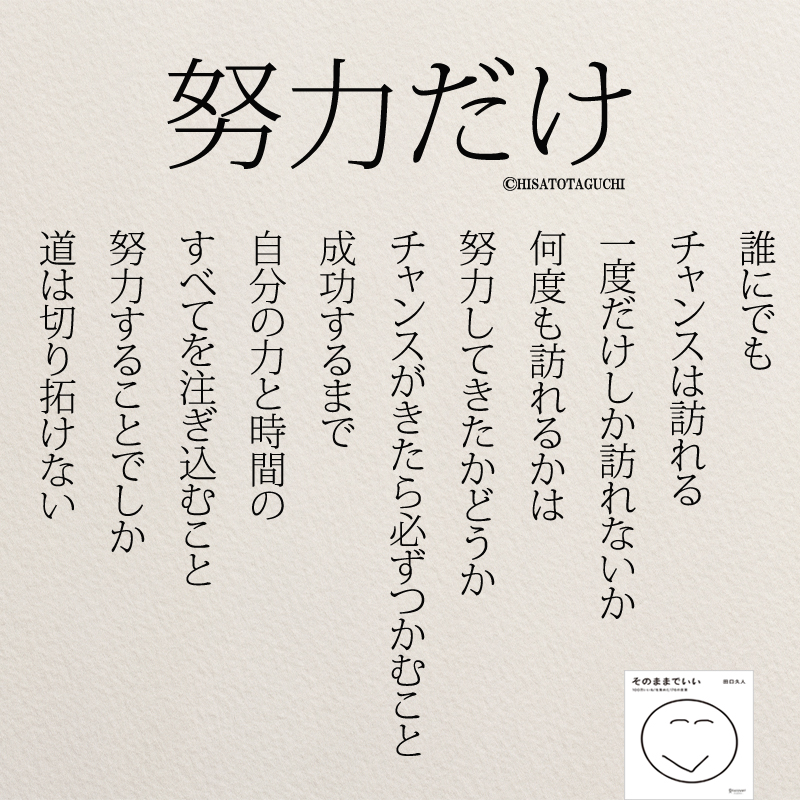 努力だけ
©HISATOTAGUCHI
誰にでも
チャンスは訪れる
一度だけしか訪れないか
何度も訪れるかは
努力してきたかどうか
チャンスがきたら必ずつかむこと
成功するまで
自分の力と時間の
すべてを注ぎ込むこと
努力することでしか
道は切り拓けない
そのままでいい
田口久人